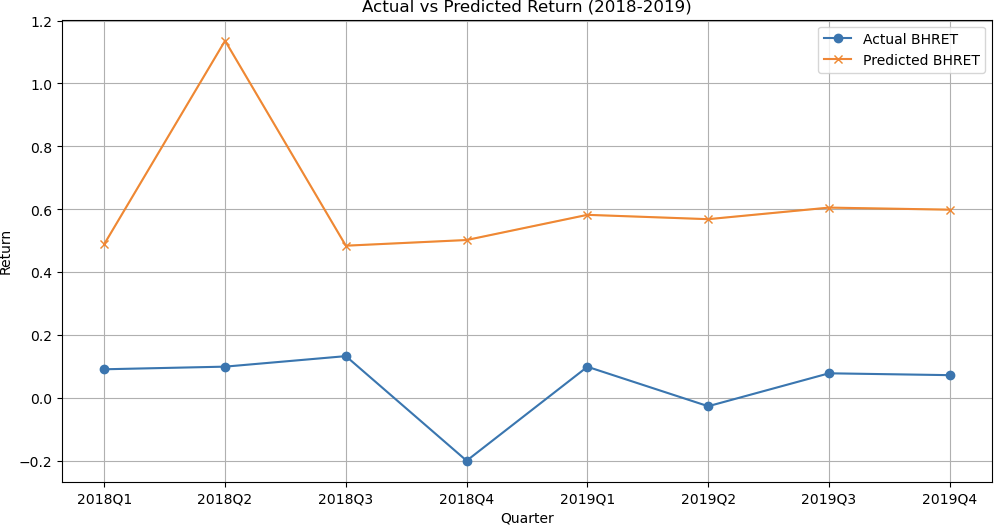 Actual vs Predicted Return (2018-2019)
Actual BHRET
Predicted BHRET
Return
1.2
1.0
0.8
0.6
0.4
0.2
0.0
−0.2
2018Q1 2018Q2 2018Q3 2018Q4 2019Q1 2019Q2 2019Q3 2019Q4
Quarter